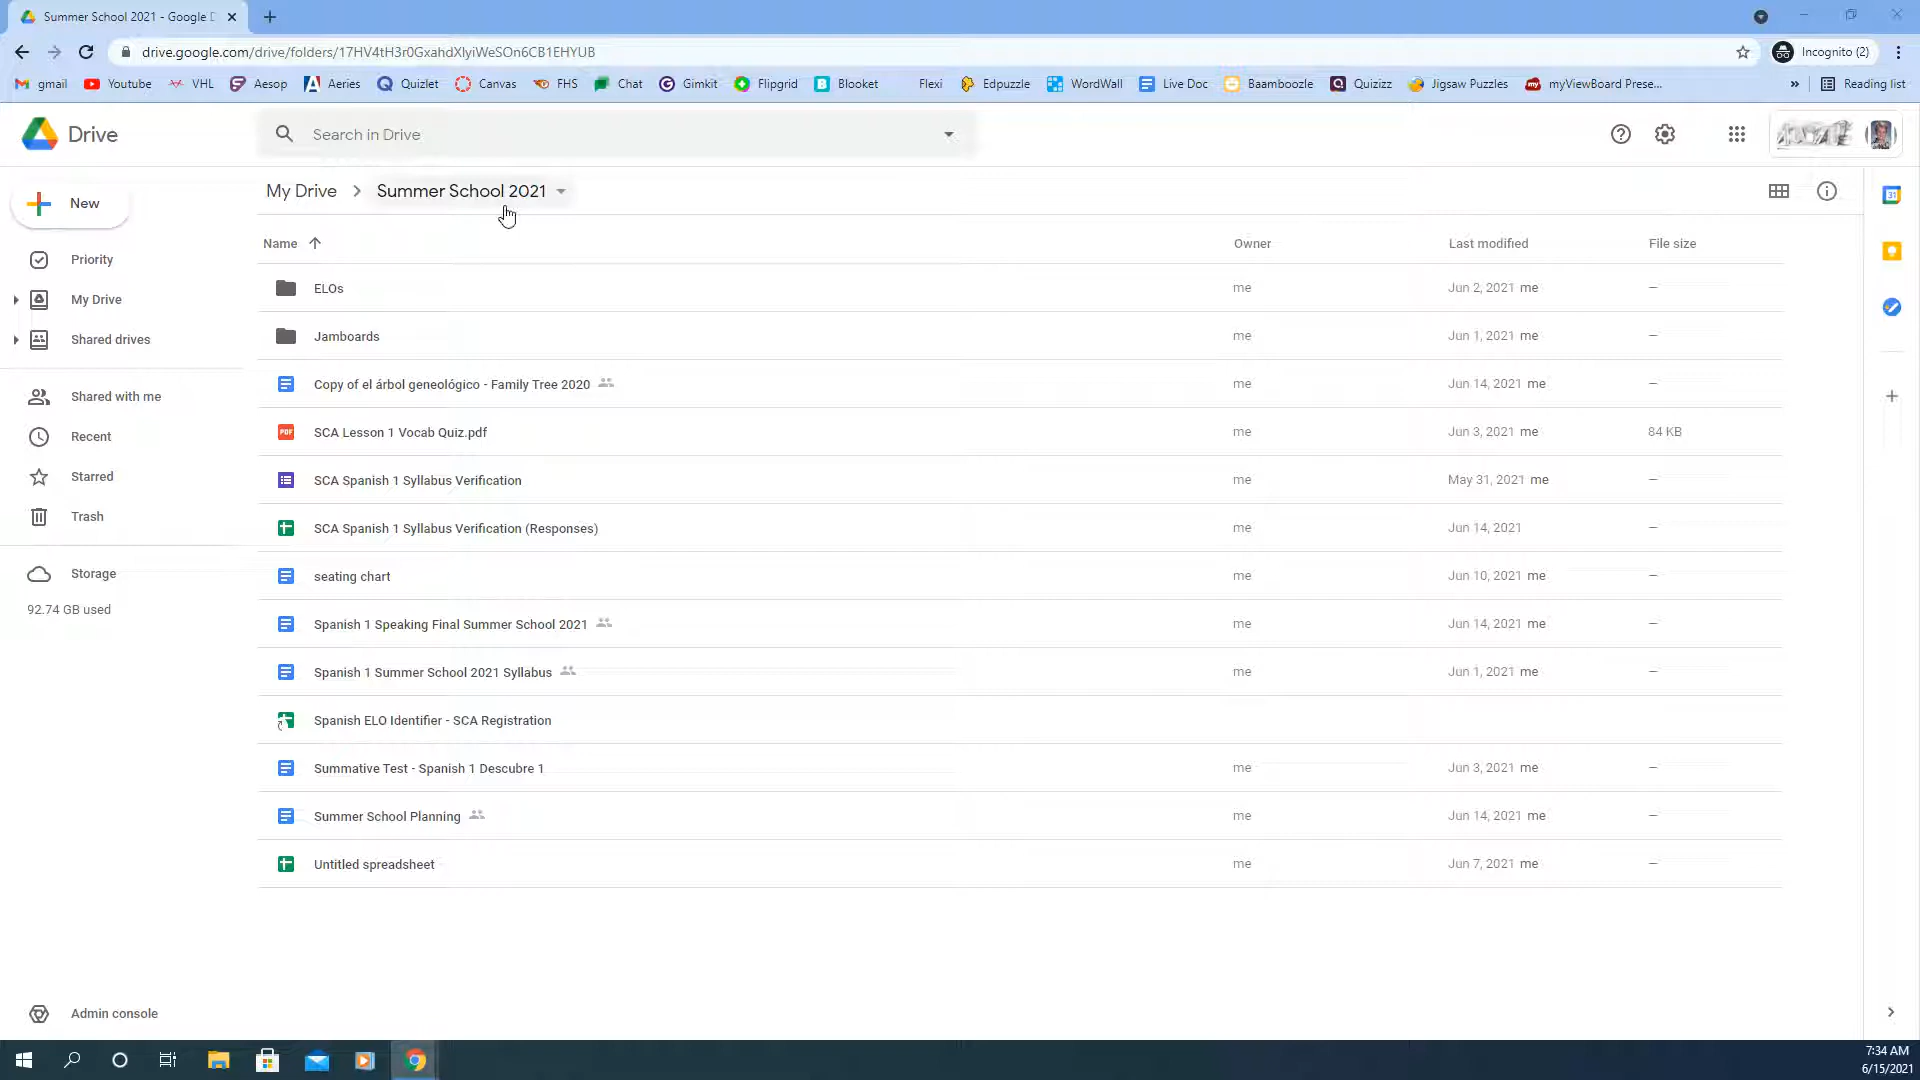 Summer School 2021 - Google D
drive.google.com/drive/folders/17HV4tH3r0GxahdXIyiWeSOn6CB1EHYUB
Incognito (2)
gmail Youtube VHL Aesop Aeries Quizlet Canvas FHS Chat Gimkit Flipgrid Blooket Flexi Edpuzzle WordWall Live Doc Baamboozle Quizizz Jigsaw Puzzles myViewBoard Prese... » Reading list
Drive
Search in Drive
My Drive > Summer School 2021
New
Priority
My Drive
Shared drives
Shared with me
Recent
Starred
Trash
Storage
92.74 GB used
Admin console
Name Owner Last modified File size
ELOs me Jun 2, 2021 me –
Jamboards me Jun 1, 2021 me –
Copy of el árbol geneológico - Family Tree 2020 me Jun 14, 2021 me –
PDF SCA Lesson 1 Vocab Quiz.pdf me Jun 3, 2021 me 84 KB
SCA Spanish 1 Syllabus Verification me May 31, 2021 me –
SCA Spanish 1 Syllabus Verification (Responses) me Jun 14, 2021 –
seating chart me Jun 10, 2021 me –
Spanish 1 Speaking Final Summer School 2021 me Jun 14, 2021 me –
Spanish 1 Summer School 2021 Syllabus me Jun 1, 2021 me –
Spanish ELO Identifier - SCA Registration
Summative Test - Spanish 1 Descubre 1 me Jun 3, 2021 me –
Summer School Planning me Jun 14, 2021 me –
Untitled spreadsheet me Jun 7, 2021 me –
31
7:34 AM
6/15/2021